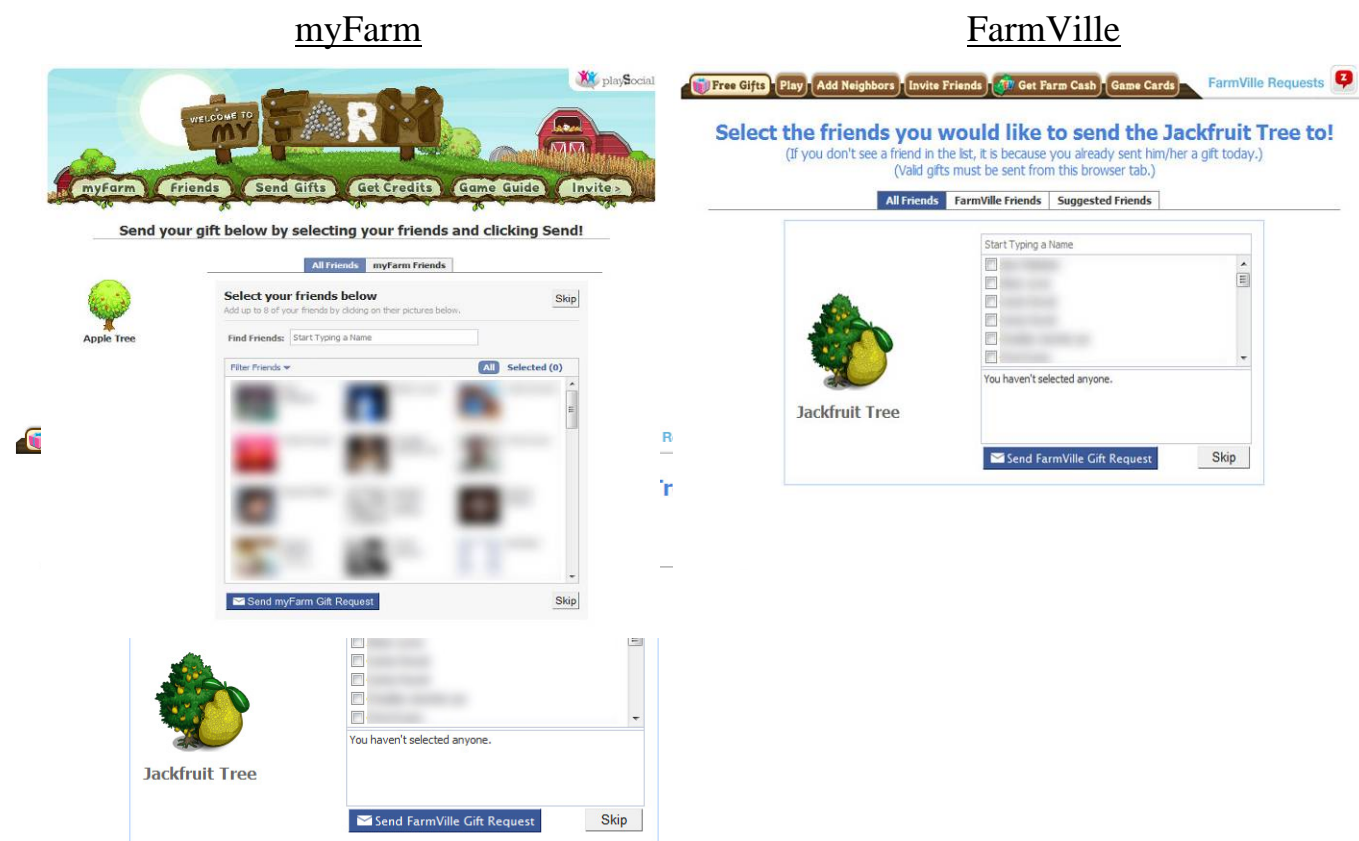 myFarm
FarmVille
playSocial
WELCOME TO
MY FARM
myFarm Friends Send Gifts Get Credits Game Guide Invite >
Send your gift below by selecting your friends and clicking Send!
All Friends myFarm Friends
Apple Tree
Select your friends below
Skip
Add up to 8 of your friends by clicking on their pictures below.
Find Friends: Start Typing a Name
Filter Friends All Selected (0)
Send myFarm Gift Request Skip
Free Gifts Play Add Neighbors Invite Friends Get Farm Cash Game Cards FarmVille Requests Z
Select the friends you would like to send the Jackfruit Tree to!
(If you don't see a friend in the list, it is because you already sent him/her a gift today.)
(Valid gifts must be sent from this browser tab.)
All Friends FarmVille Friends Suggested Friends
Start Typing a Name
You haven't selected anyone.
Jackfruit Tree
Send FarmVille Gift Request Skip
You haven't selected anyone.
Jackfruit Tree
Send FarmVille Gift Request Skip